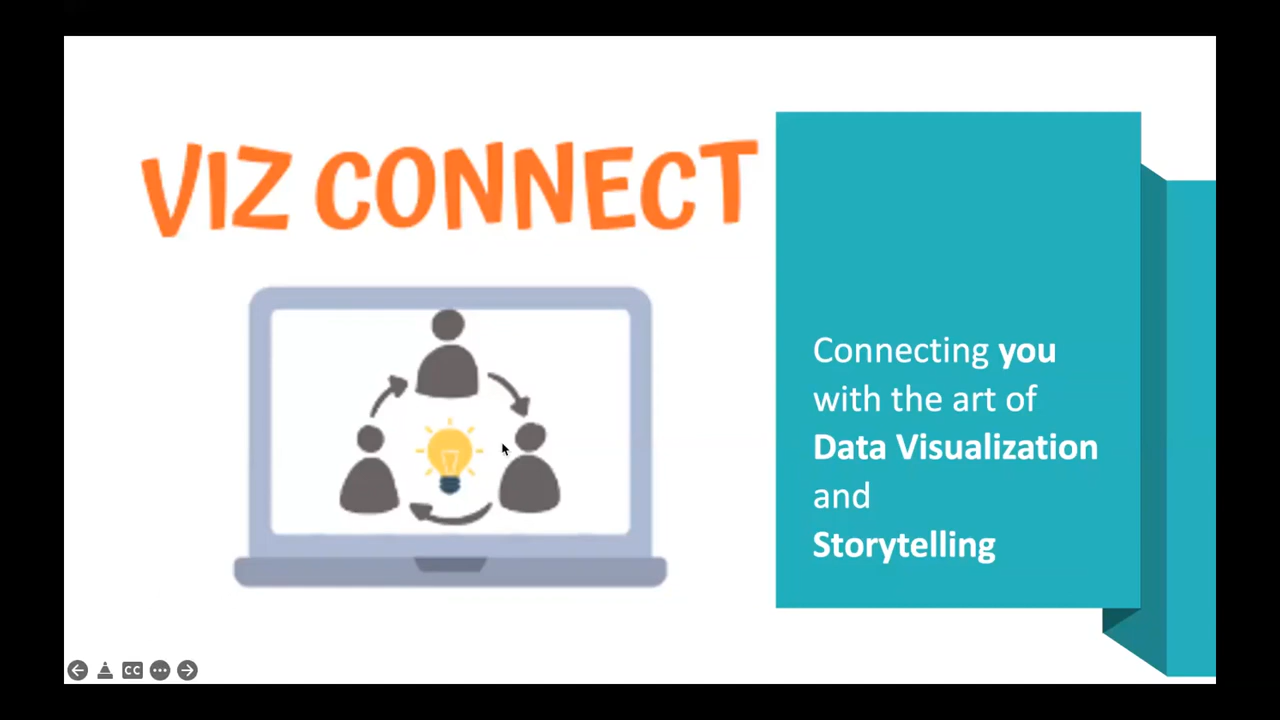 VIZ CONNECT
Connecting you
with the art of
Data Visualization
and
Storytelling
CC